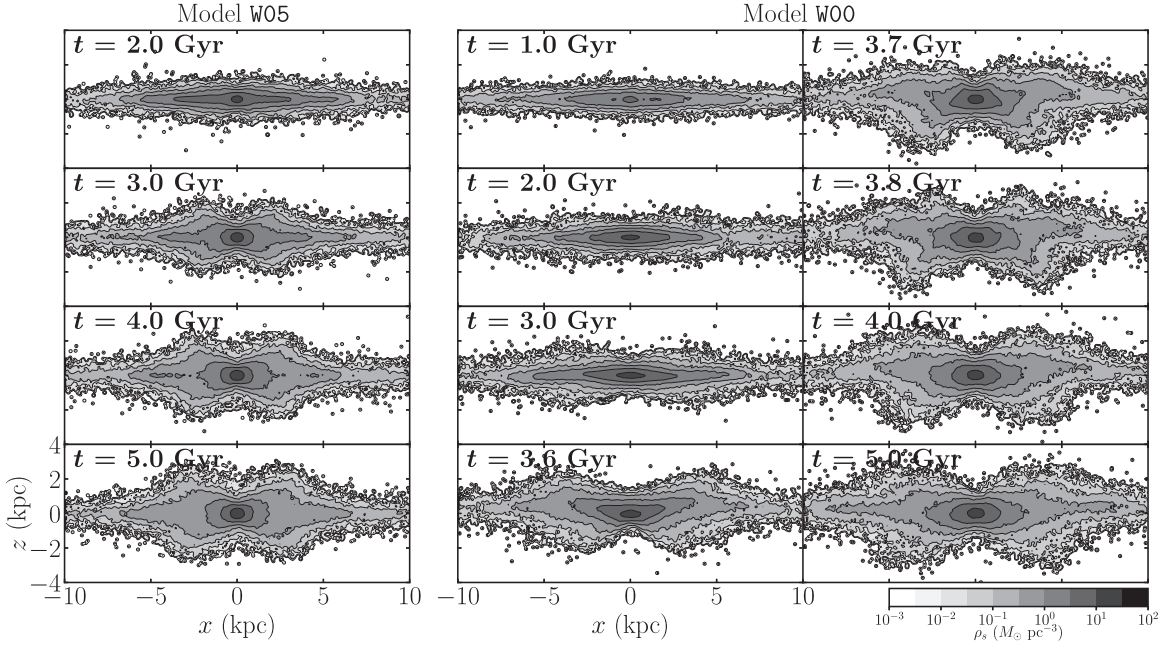 Model W05
Model W00
t = 2.0 Gyr
t = 1.0 Gyr
t = 3.7 Gyr
t = 3.0 Gyr
t = 2.0 Gyr
t = 3.8 Gyr
t = 4.0 Gyr
t = 3.0 Gyr
t = 4.0 Gyr
t = 5.0 Gyr
t = 3.6 Gyr
t = 5.0 Gyr
4
2
0
−2
−4
z (kpc)
−10 −5 0 5 10
x (kpc)
−10 −5 0 5 10
x (kpc)
10⁻³ 10⁻² 10⁻¹ 10⁰ 10¹ 10²
ρₛ (M☉ pc⁻³)